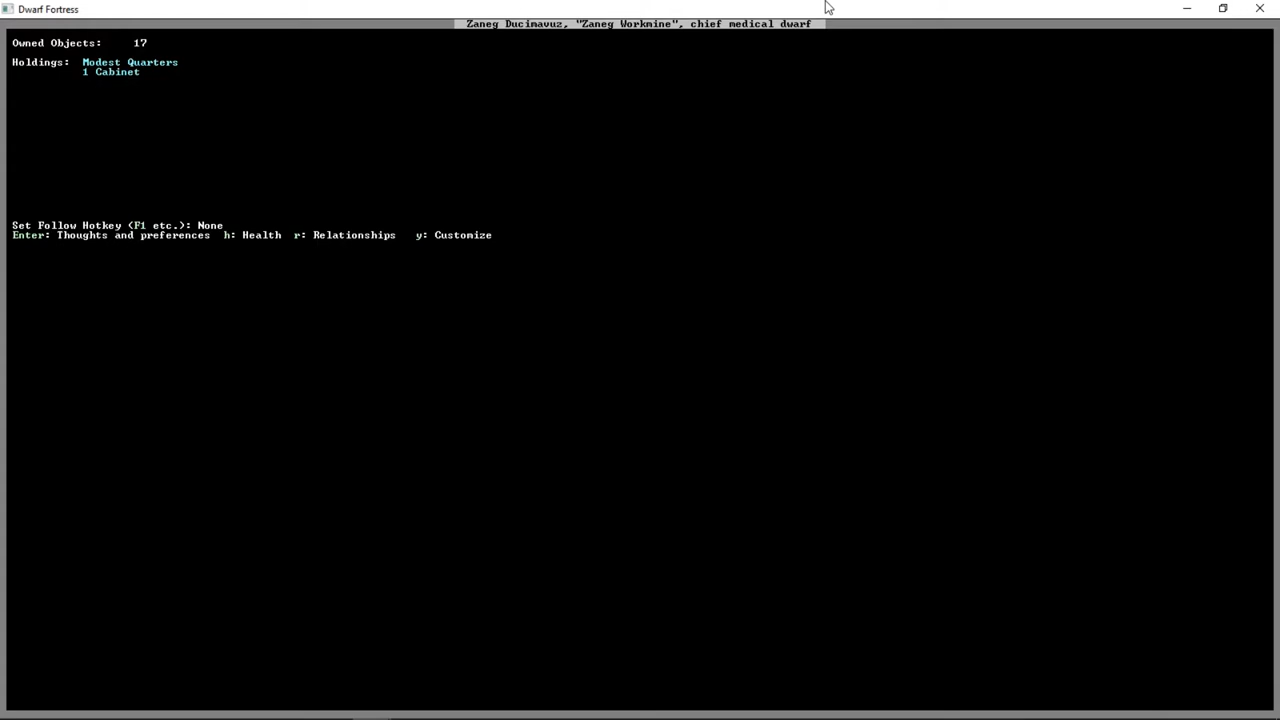 Dwarf Fortress
Zaneg Ducimavuz, "Zaneg Workmine", chief medical dwarf
Owned Objects: 17
Holdings: Modest Quarters
1 Cabinet
Set Follow Hotkey (F1 etc.): None
Enter: Thoughts and preferences h: Health r: Relationships y: Customize